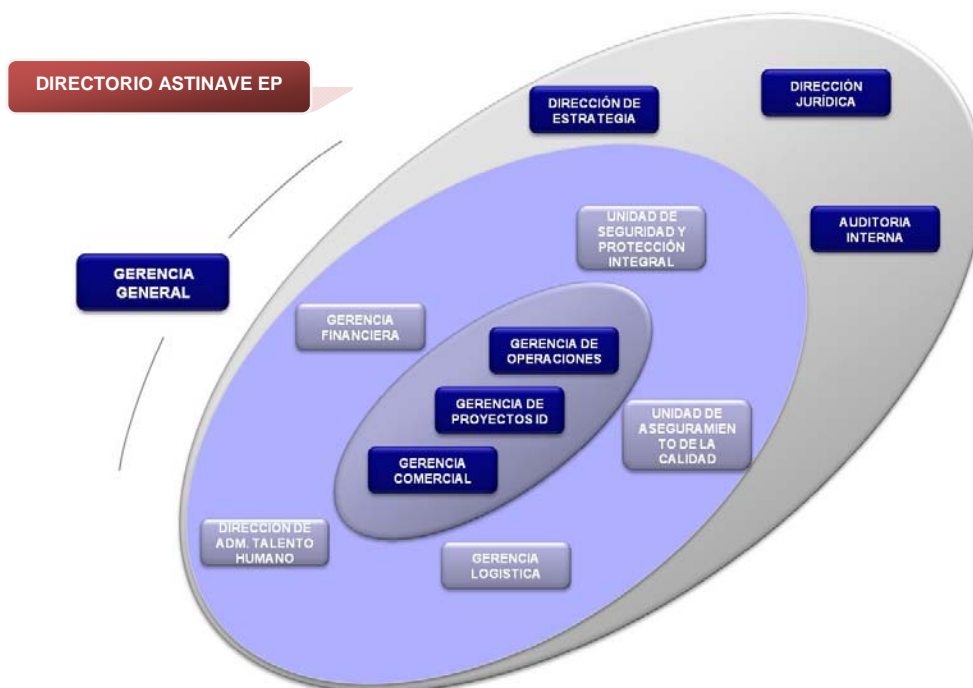 DIRECTORIO ASTINAVE EP
DIRECCIÓN DE
ESTRATEGIA
DIRECCIÓN
JURÍDICA
UNIDAD DE
SEGURIDAD Y
PROTECCIÓN
INTEGRAL
AUDITORIA
INTERNA
GERENCIA
GENERAL
GERENCIA
FINANCIERA
GERENCIA DE
OPERACIONES
GERENCIA DE
PROYECTOS ID
UNIDAD DE
ASEGURAMIEN
TO DE LA
CALIDAD
GERENCIA
COMERCIAL
DIRECCION DE
ADM. TALENTO
HUMANO
GERENCIA
LOGISTICA